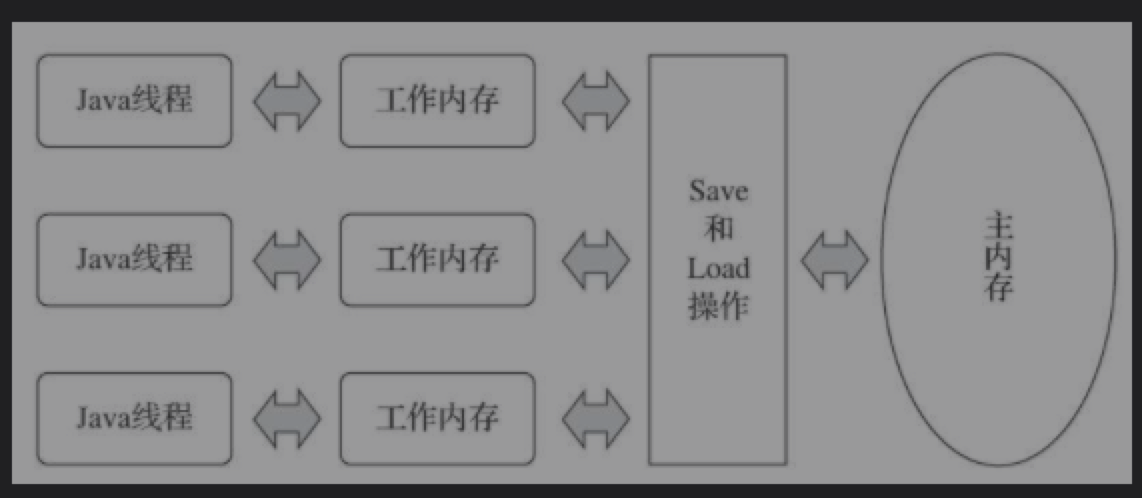 Java线程
工作内存
Java线程
工作内存
Java线程
工作内存
Save
和
Load
操作
主
内
存